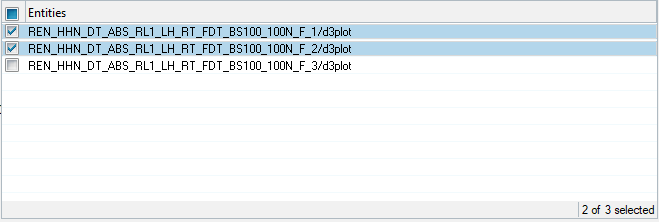 Entities
REN_HHN_DT_ABS_RL1_LH_RT_FDT_BS100_100N_F_1/d3plot
REN_HHN_DT_ABS_RL1_LH_RT_FDT_BS100_100N_F_2/d3plot
REN_HHN_DT_ABS_RL1_LH_RT_FDT_BS100_100N_F_3/d3plot
2 of 3 selected